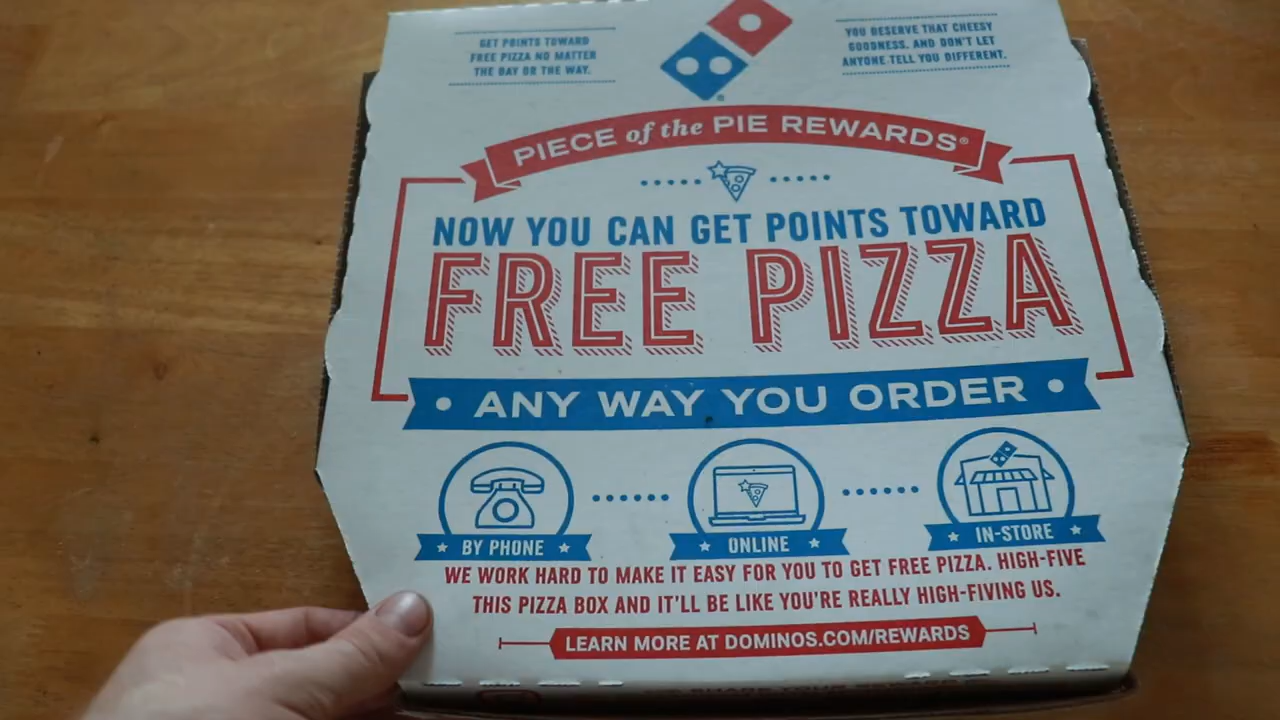 GET POINTS TOWARD
FREE PIZZA NO MATTER
THE DAY OR THE WAY.
YOU DESERVE THAT CHEESY
GOODNESS. AND DON'T LET
ANYONE TELL YOU DIFFERENT.
PIECE of the PIE REWARDS®
NOW YOU CAN GET POINTS TOWARD
FREE PIZZA
• ANY WAY YOU ORDER •
BY PHONE
ONLINE
IN-STORE
WE WORK HARD TO MAKE IT EASY FOR YOU TO GET FREE PIZZA. HIGH-FIVE
THIS PIZZA BOX AND IT'LL BE LIKE YOU'RE REALLY HIGH-FIVING US.
LEARN MORE AT DOMINOS.COM/REWARDS